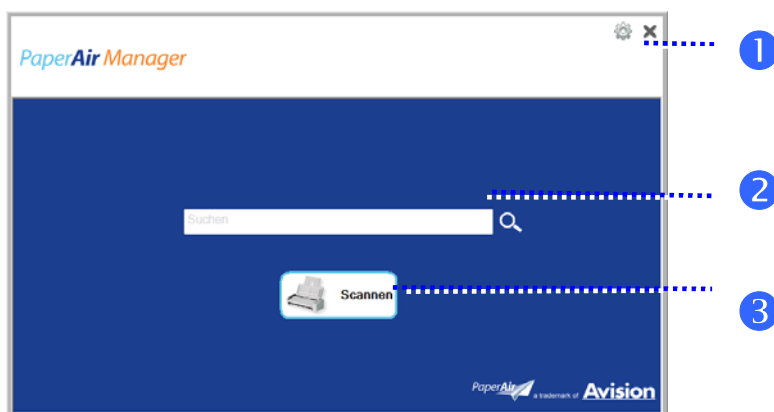 PaperAir Manager
1
2
Suchen
Scannen
3
PaperAir a trademark of Avision